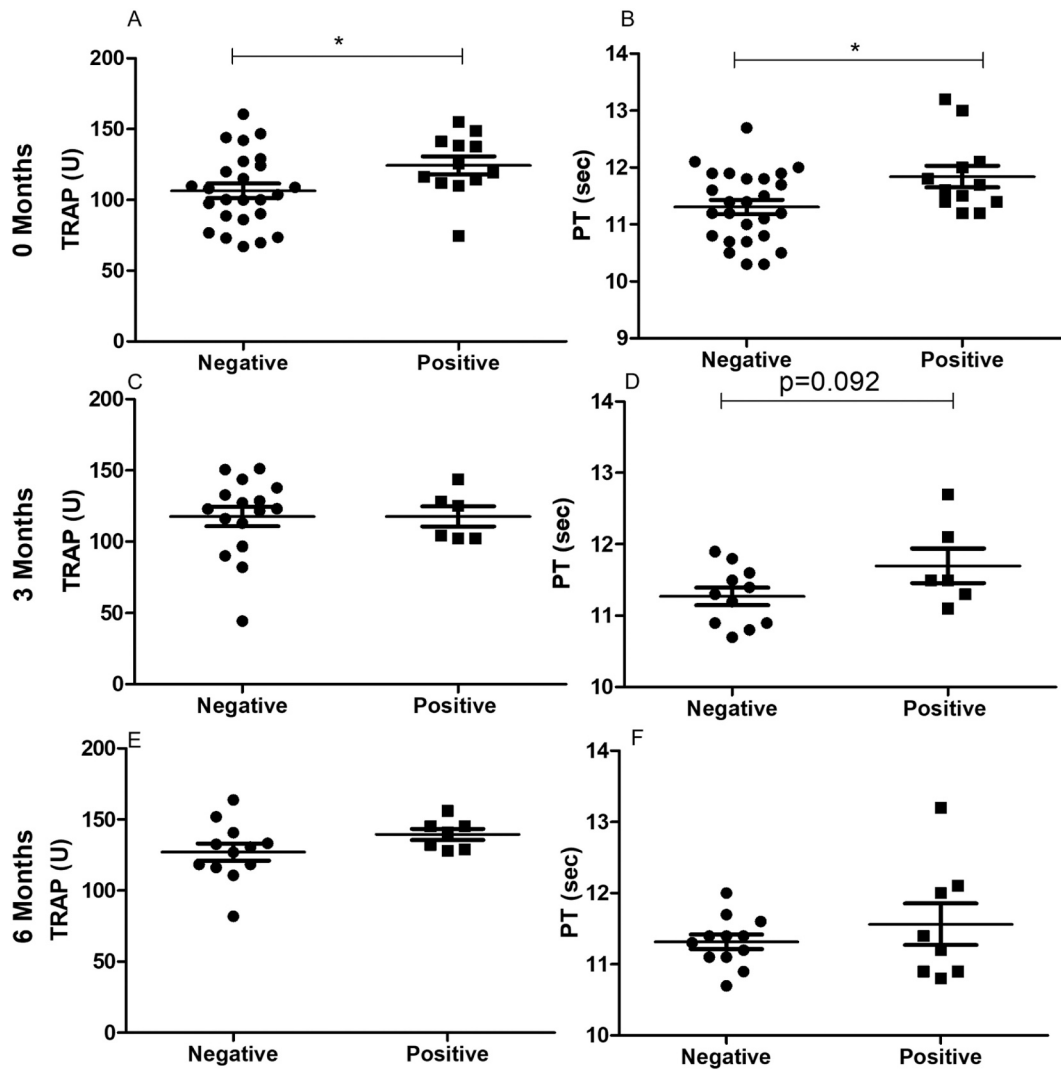 A
*
0 Months
TRAP (U)
200
150
100
50
0
Negative Positive
B
*
PT (sec)
14
13
12
11
10
9
Negative Positive
C
3 Months
TRAP (U)
200
150
100
50
0
Negative Positive
D
p=0.092
PT (sec)
14
13
12
11
10
Negative Positive
E
6 Months
TRAP (U)
200
150
100
50
0
Negative Positive
F
PT (sec)
14
13
12
11
10
Negative Positive